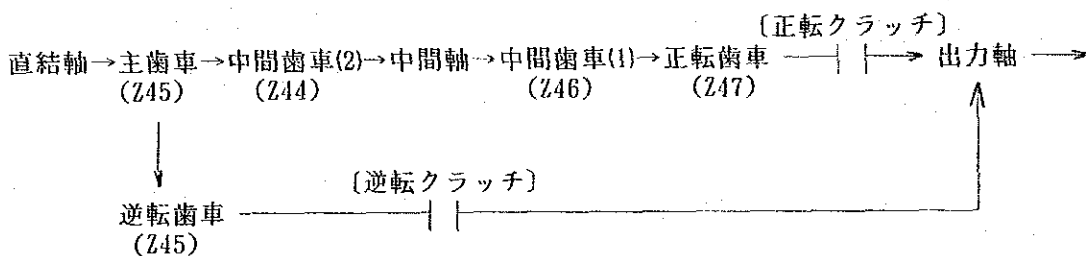 〔正転クラッチ〕
直結軸→主歯車→中間歯車(2)→中間軸→中間歯車(1)→正転歯車 出力軸→
(Z45) (Z44) (Z46) (Z47)
〔逆転クラッチ〕
逆転歯車
(Z45)